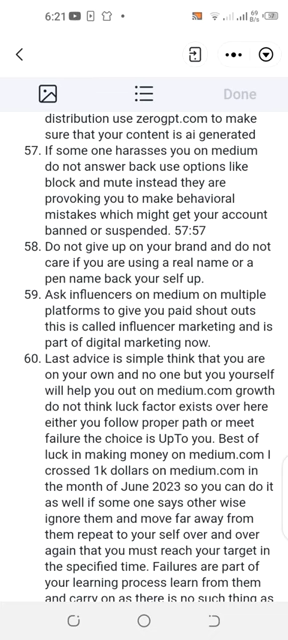 6:21
69
B/s
Done
distribution use zerogpt.com to make
sure that your content is ai generated
57. If some one harasses you on medium
do not answer back use options like
block and mute instead they are
provoking you to make behavioral
mistakes which might get your account
banned or suspended. 57:57
58. Do not give up on your brand and do not
care if you are using a real name or a
pen name back your self up.
59. Ask influencers on medium on multiple
platforms to give you paid shout outs
this is called influencer marketing and is
part of digital marketing now.
60. Last advice is simple think that you are
on your own and no one but you yourself
will help you out on medium.com growth
do not think luck factor exists over here
either you follow proper path or meet
failure the choice is UpTo you. Best of
luck in making money on medium.com I
crossed 1k dollars on medium.com in
the month of June 2023 so you can do it
as well if some one says other wise
ignore them and move far away from
them repeat to your self over and over
again that you must reach your target in
the specified time. Failures are part of
your learning process learn from them
and carry on as there is no such thing as